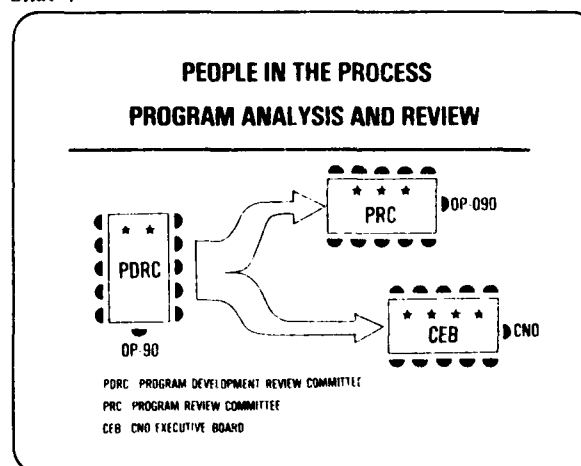 PEOPLE IN THE PROCESS
PROGRAM ANALYSIS AND REVIEW
PRC
OP-090
PDRC
OP-90
CEB
CNO
PDRC PROGRAM DEVELOPMENT REVIEW COMMITTEE
PRC PROGRAM REVIEW COMMITTEE
CEB CNO EXECUTIVE BOARD